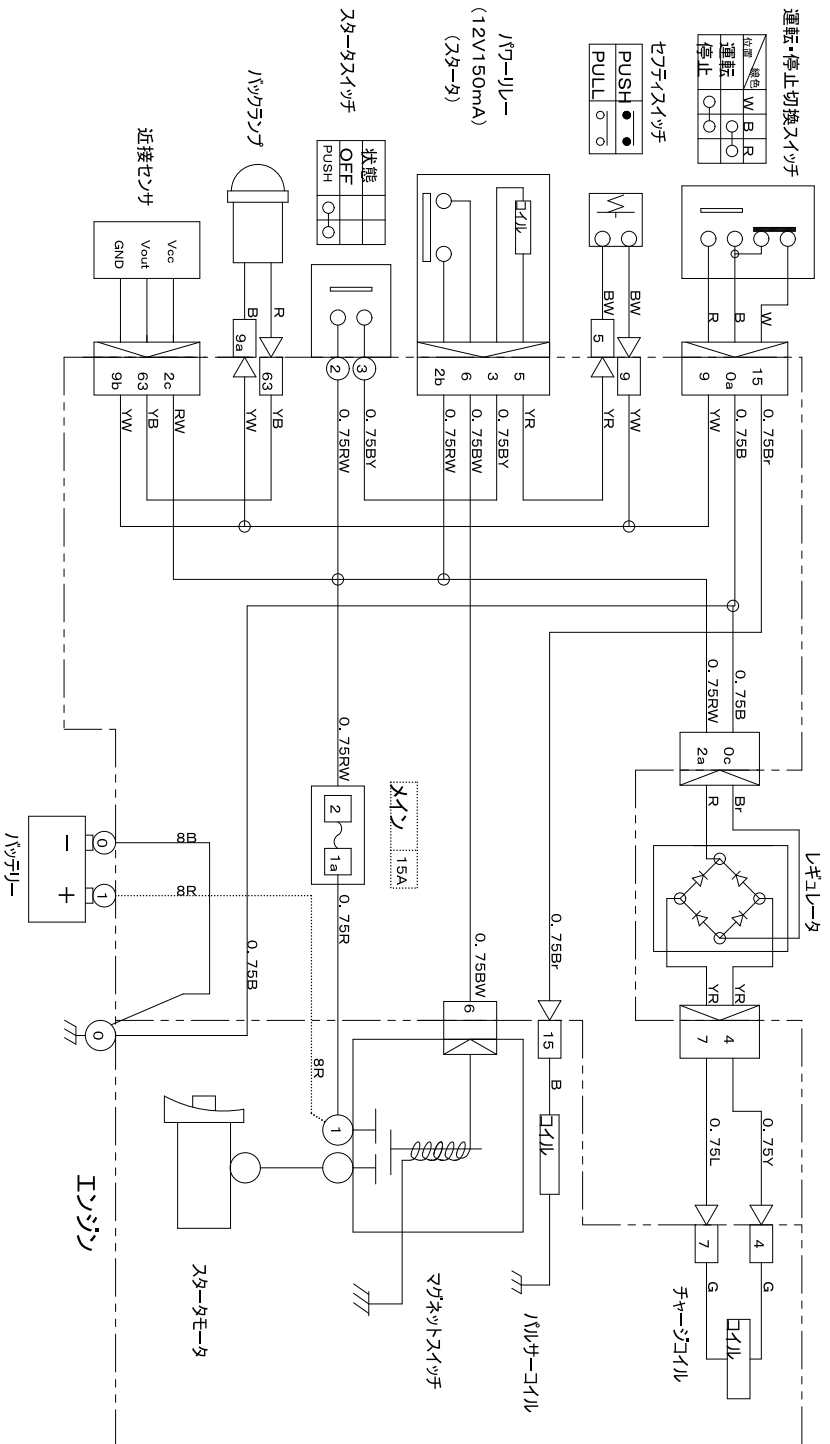 運転・停止切換スイッチ
位置 線色 W B R
運転
停止
R
B
W
9
0a
15
YW
0.75B
0.75Br
セフティスイッチ
PUSH
PULL
BW
BW
5
9
YR
YW
パワーリレー
(12V150mA)
(スタータ)
コイル
2b
6
3
5
0.75RW
0.75BW
0.75BY
YR
スタータスイッチ
状態
OFF
PUSH
2
3
0.75RW
0.75BY
バックランプ
B
R
9a
63
YW
YB
近接センサ
GND
Vout
Vcc
9b
63
2c
YW
YB
RW
0.75RW
0.75B
2a
0c
R
Br
レギュレータ
YR
YR
7
4
0.75L
0.75Y
7
4
G
G
コイル
チャージコイル
0.75Br
15
B
コイル
パルサーコイル
0.75BW
6
マグネットスイッチ
メイン 15A
0.75RW
2
1a
0.75R
1
8R
スタータモータ
0.75B
0
8B
8R
0
1
－
＋
バッテリー
エンジン